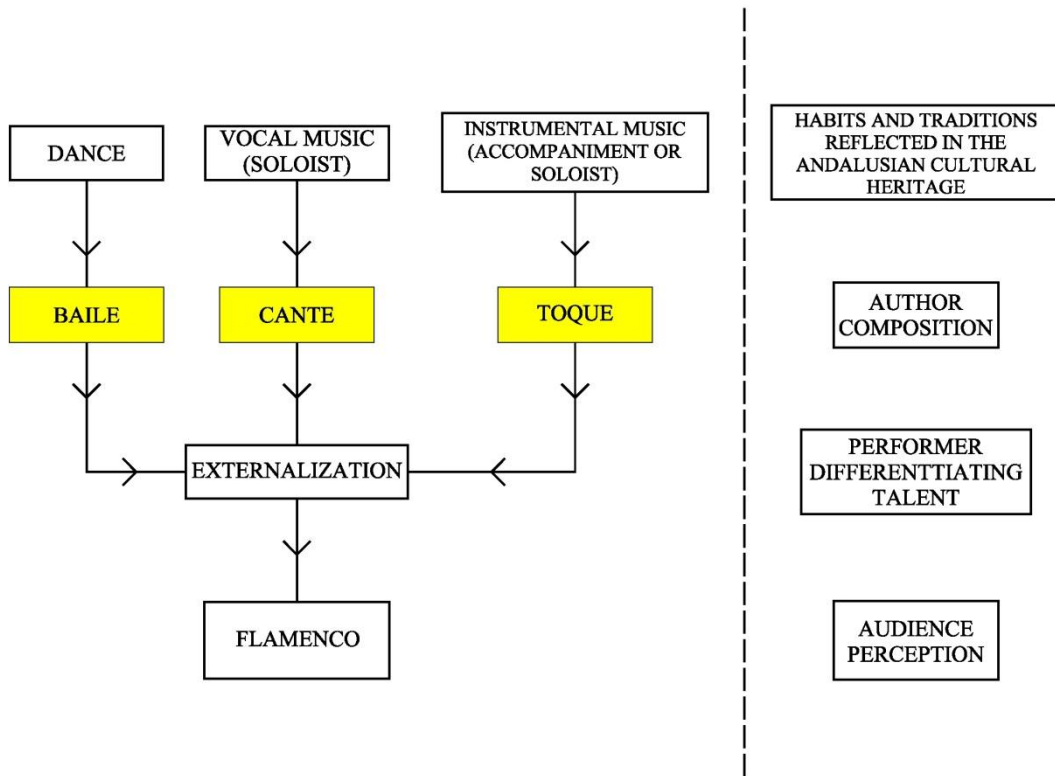 DANCE
VOCAL MUSIC
(SOLOIST)
INSTRUMENTAL MUSIC
(ACCOMPANIMENT OR
SOLOIST)
HABITS AND TRADITIONS
REFLECTED IN THE
ANDALUSIAN CULTURAL
HERITAGE
BAILE
CANTE
TOQUE
AUTHOR
COMPOSITION
EXTERNALIZATION
PERFORMER
DIFFERENTTIATING
TALENT
FLAMENCO
AUDIENCE
PERCEPTION